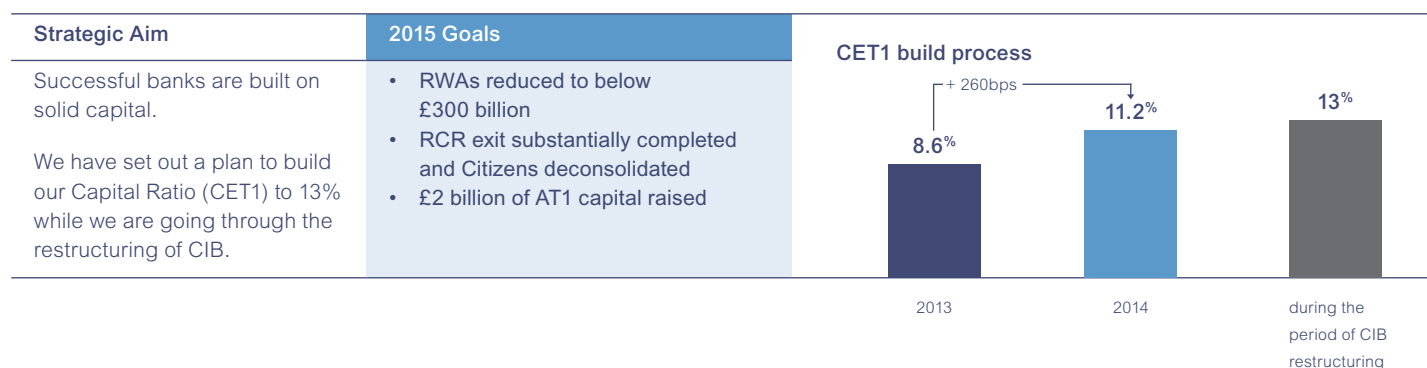 Strategic Aim
Successful banks are built on
solid capital.
We have set out a plan to build
our Capital Ratio (CET1) to 13%
while we are going through the
restructuring of CIB.
2015 Goals
• RWAs reduced to below
£300 billion
• RCR exit substantially completed
and Citizens deconsolidated
• £2 billion of AT1 capital raised
CET1 build process
+ 260bps
8.6%
11.2%
13%
2013
2014
during the
period of CIB
restructuring